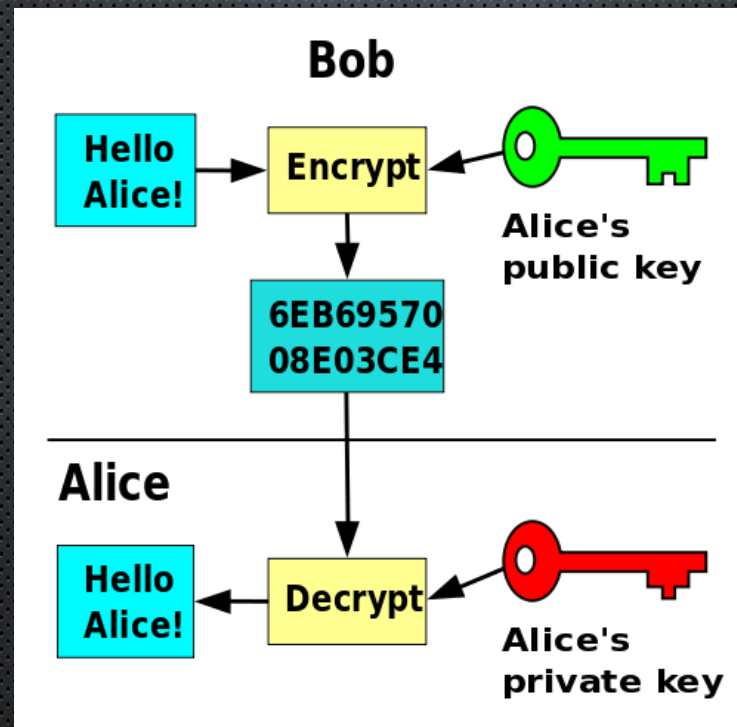 Bob
Hello
Alice!
Encrypt
Alice's
public key
6EB69570
08E03CE4
Alice
Hello
Alice!
Decrypt
Alice's
private key